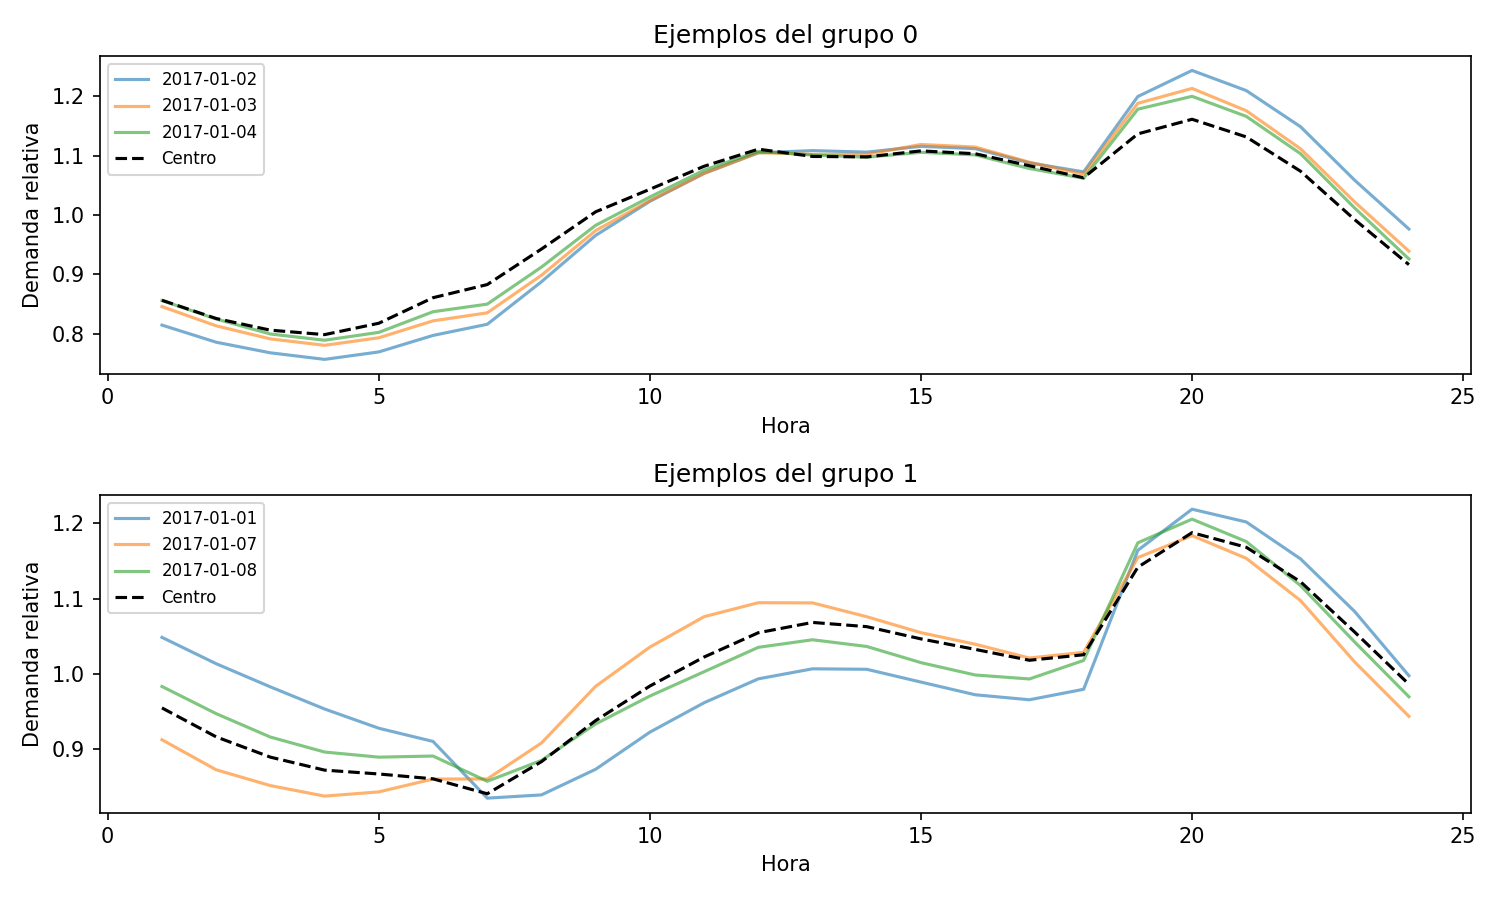 Ejemplos del grupo 0
2017-01-02
2017-01-03
2017-01-04
Centro
Demanda relativa
1.2
1.1
1.0
0.9
0.8
0 5 10 15 20 25
Hora
Ejemplos del grupo 1
2017-01-01
2017-01-07
2017-01-08
Centro
Demanda relativa
1.2
1.1
1.0
0.9
0 5 10 15 20 25
Hora